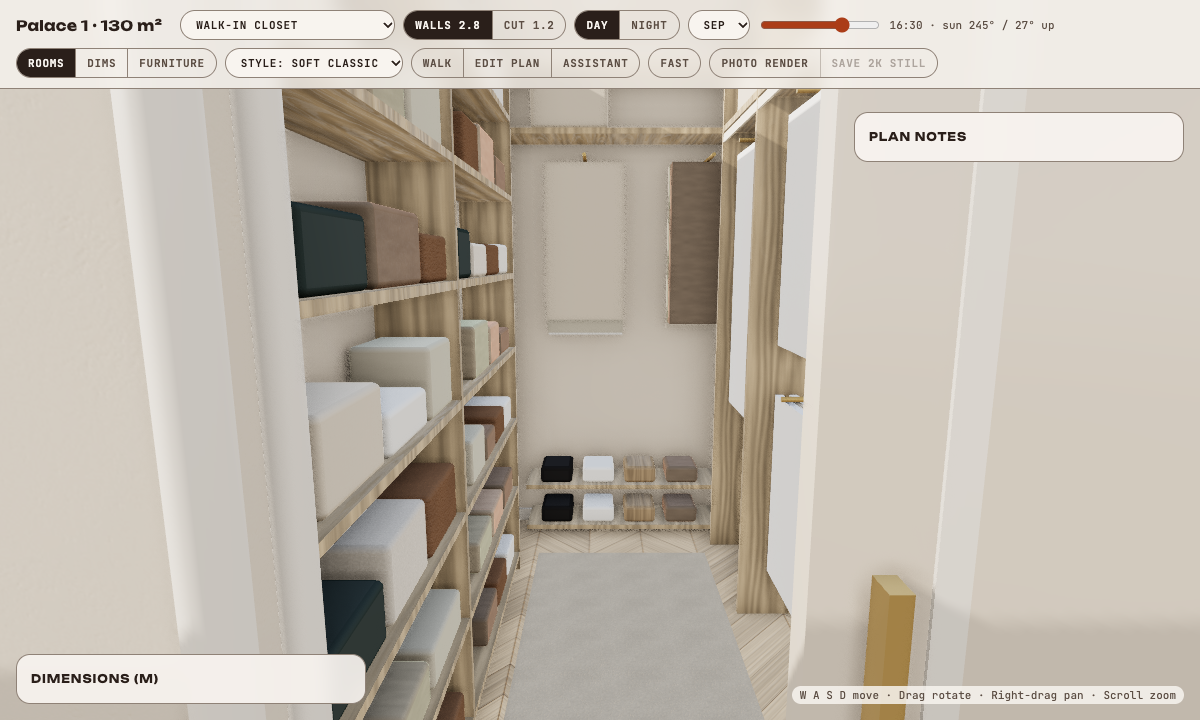 Palace 1 · 130 m² WALK-IN CLOSET WALLS 2.8 CUT 1.2 DAY NIGHT SEP 16:30 · sun 245° / 27° up
ROOMS DIMS FURNITURE STYLE: SOFT CLASSIC WALK EDIT PLAN ASSISTANT FAST PHOTO RENDER SAVE 2K STILL
PLAN NOTES
DIMENSIONS (M)
W A S D move · Drag rotate · Right-drag pan · Scroll zoom